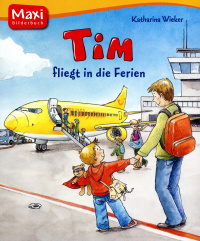 Maxi
Bilderbuch
Katharina Wieker
Tim
fliegt in die Ferien